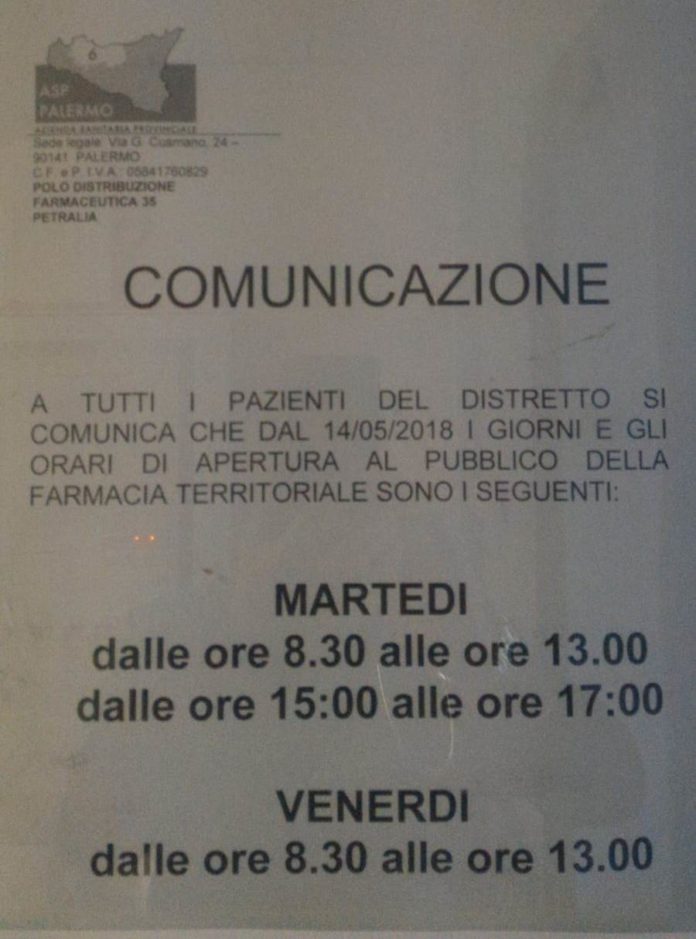 6
ASP
PALERMO
AZIENDA SANITARIA PROVINCIALE
Sede legale: Via G. Cusmano, 24 –
90141 PALERMO
C.F. e P. I.V.A.: 05841760829
POLO DISTRIBUZIONE
FARMACEUTICA 35
PETRALIA
COMUNICAZIONE
A TUTTI I PAZIENTI DEL DISTRETTO SI
COMUNICA CHE DAL 14/05/2018 I GIORNI E GLI
ORARI DI APERTURA AL PUBBLICO DELLA
FARMACIA TERRITORIALE SONO I SEGUENTI:
MARTEDI
dalle ore 8.30 alle ore 13.00
dalle ore 15:00 alle ore 17:00
VENERDI
dalle ore 8.30 alle ore 13.00